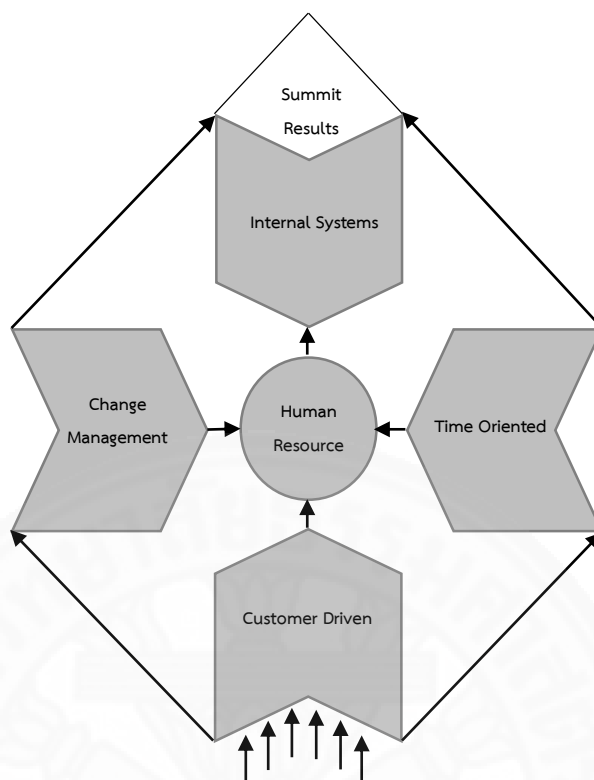 Summit
Results
Internal Systems
Change
Management
Human
Resource
Time Oriented
Customer Driven